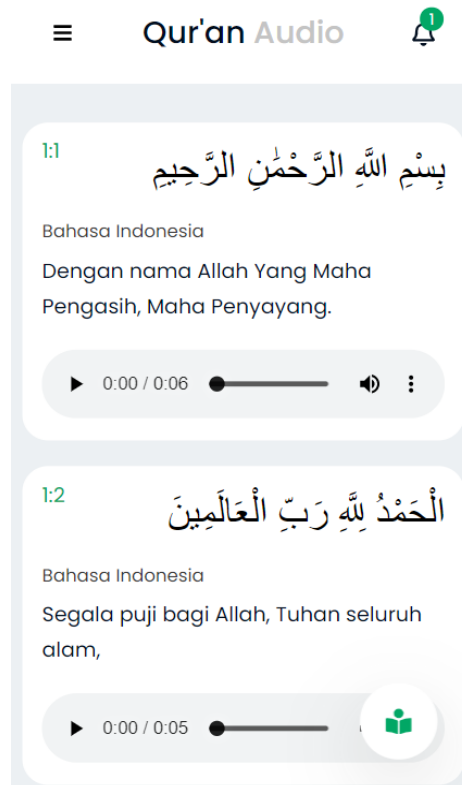 Qur'an Audio
1
1:1
بِسْمِ اللَّهِ الرَّحْمَٰنِ الرَّحِيمِ
Bahasa Indonesia
Dengan nama Allah Yang Maha
Pengasih, Maha Penyayang.
0:00 / 0:06
1:2
الْحَمْدُ لِلَّهِ رَبِّ الْعَالَمِينَ
Bahasa Indonesia
Segala puji bagi Allah, Tuhan seluruh
alam,
0:00 / 0:05